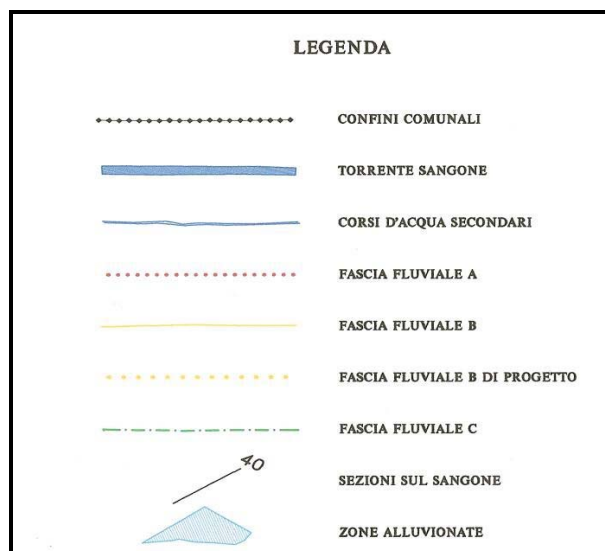 LEGENDA
CONFINI COMUNALI
TORRENTE SANGONE
CORSI D'ACQUA SECONDARI
FASCIA FLUVIALE A
FASCIA FLUVIALE B
FASCIA FLUVIALE B DI PROGETTO
FASCIA FLUVIALE C
40
SEZIONI SUL SANGONE
ZONE ALLUVIONATE